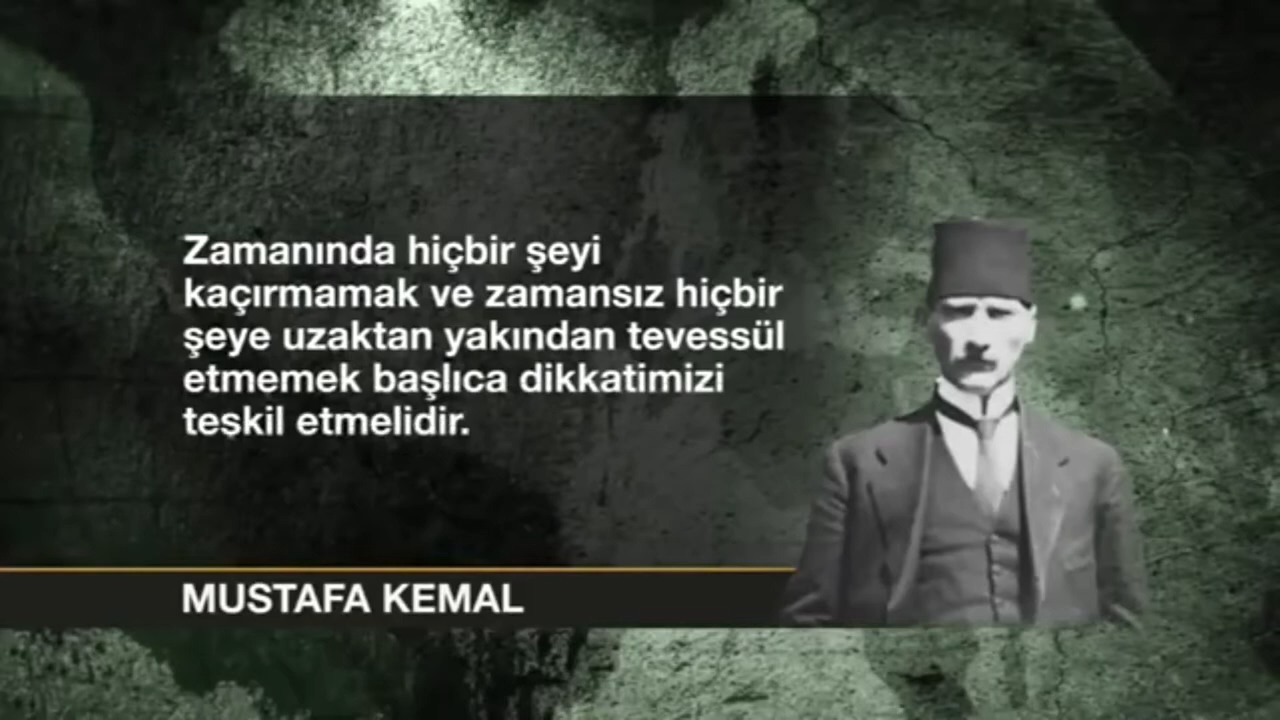 Zamanında hiçbir şeyi
kaçırmamak ve zamansız hiçbir
şeye uzaktan yakından tevessül
etmemek başlıca dikkatimizi
teşkil etmelidir.
MUSTAFA KEMAL